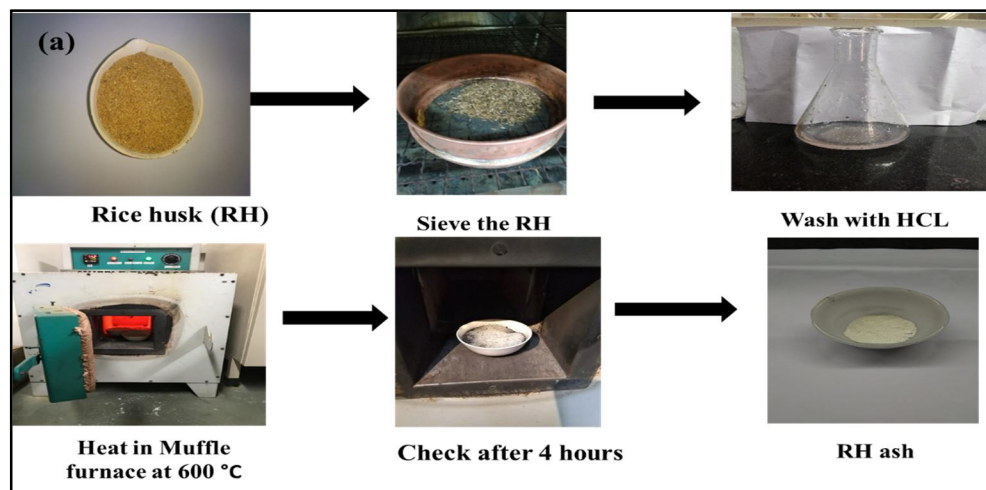 (a)
Rice husk (RH)
Sieve the RH
Wash with HCL
Heat in Muffle
furnace at 600 °C
Check after 4 hours
RH ash